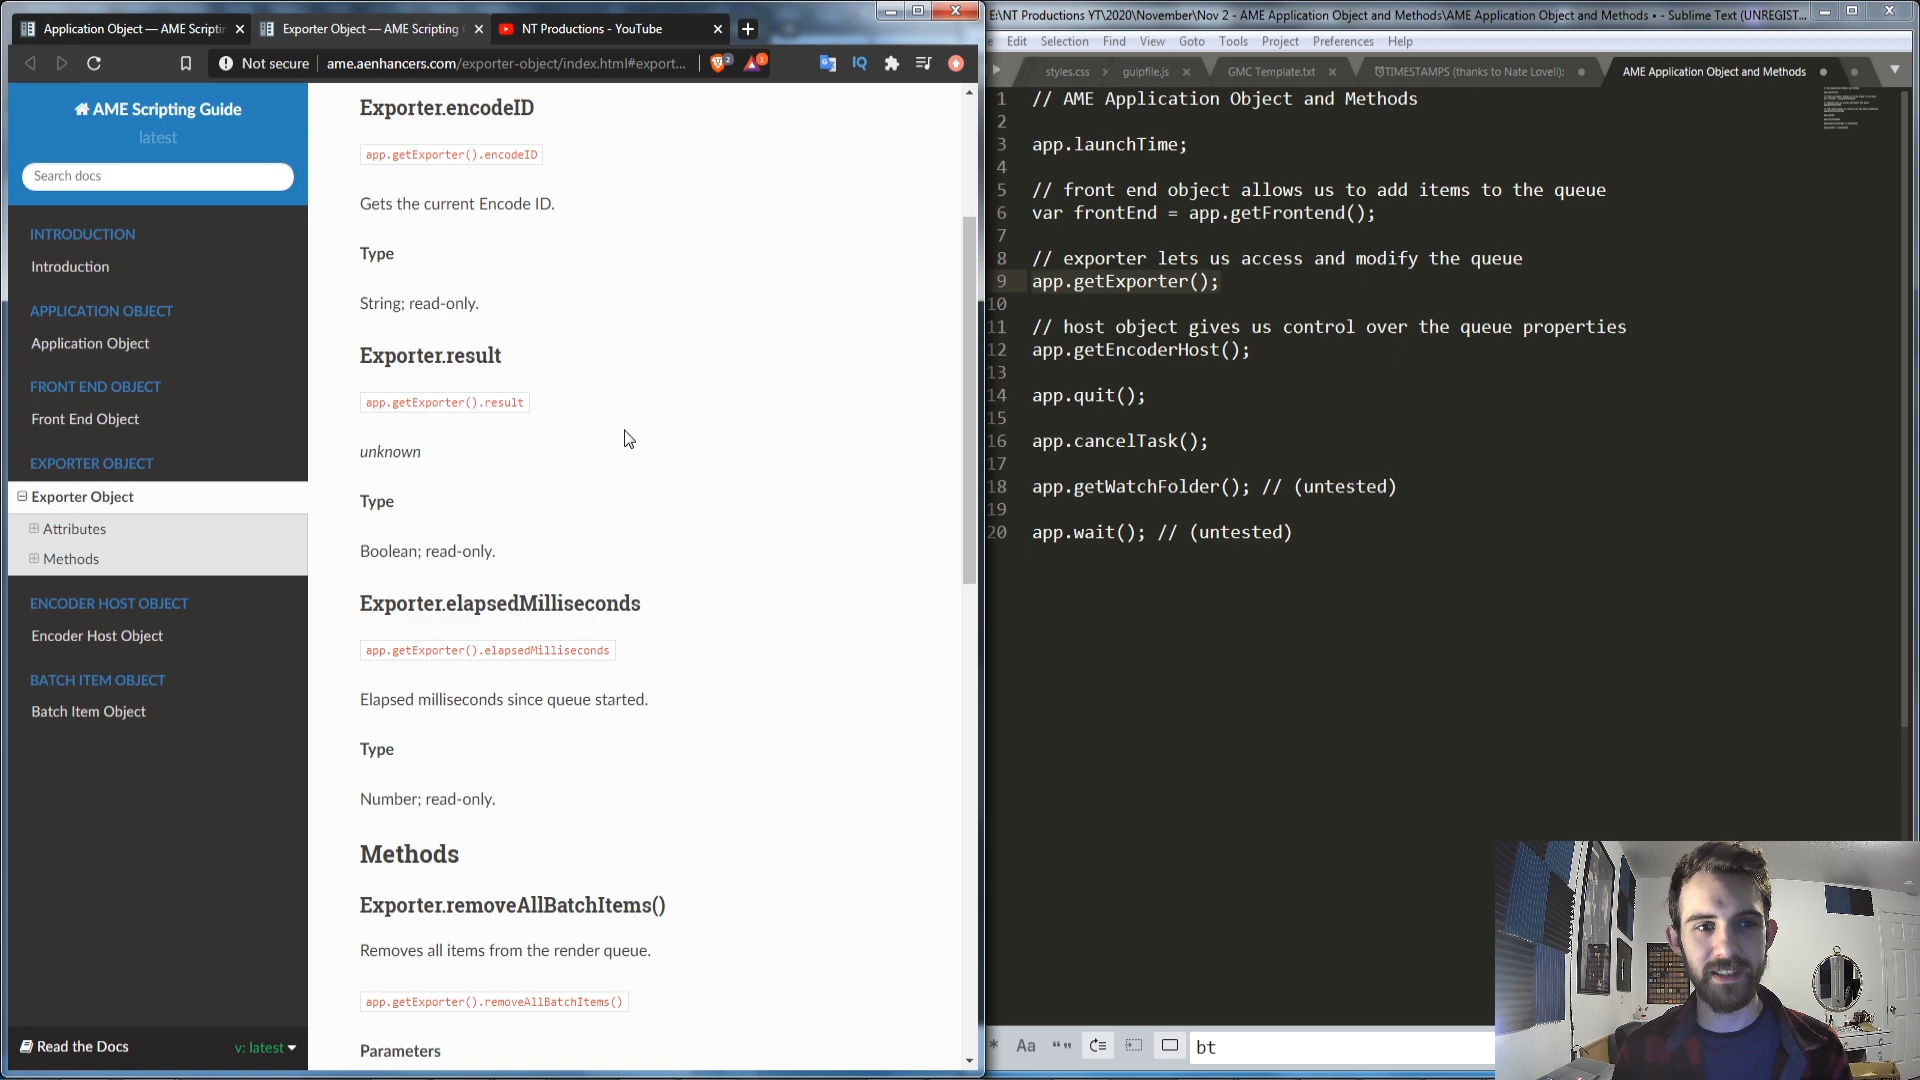 Application Object — AME Scriptin
Exporter Object — AME Scripting
NT Productions - YouTube
Not secure
ame.aenhancers.com/exporter-object/index.html#export...
2
1
IQ
AME Scripting Guide
latest
Search docs
INTRODUCTION
Introduction
APPLICATION OBJECT
Application Object
FRONT END OBJECT
Front End Object
EXPORTER OBJECT
Exporter Object
Attributes
Methods
ENCODER HOST OBJECT
Encoder Host Object
BATCH ITEM OBJECT
Batch Item Object
Read the Docs
v: latest
Exporter.encodeID
app.getExporter().encodeID
Gets the current Encode ID.
Type
String; read-only.
Exporter.result
app.getExporter().result
unknown
Type
Boolean; read-only.
Exporter.elapsedMilliseconds
app.getExporter().elapsedMilliseconds
Elapsed milliseconds since queue started.
Type
Number; read-only.
Methods
Exporter.removeAllBatchItems()
Removes all items from the render queue.
app.getExporter().removeAllBatchItems()
Parameters
E:\NT Productions YT\2020\November\Nov 2 - AME Application Object and Methods\AME Application Object and Methods • - Sublime Text (UNREGIST...
e Edit Selection Find View Goto Tools Project Preferences Help
styles.css
gulpfile.js
GMC Template.txt
TIMESTAMPS (thanks to Nate Lovell):
AME Application Object and Methods
1 // AME Application Object and Methods
2
3 app.launchTime;
4
5 // front end object allows us to add items to the queue
6 var frontEnd = app.getFrontend();
7
8 // exporter lets us access and modify the queue
9 app.getExporter();
10
11 // host object gives us control over the queue properties
12 app.getEncoderHost();
13
14 app.quit();
15
16 app.cancelTask();
17
18 app.getWatchFolder(); // (untested)
19
20 app.wait(); // (untested)
.* Aa “” bt